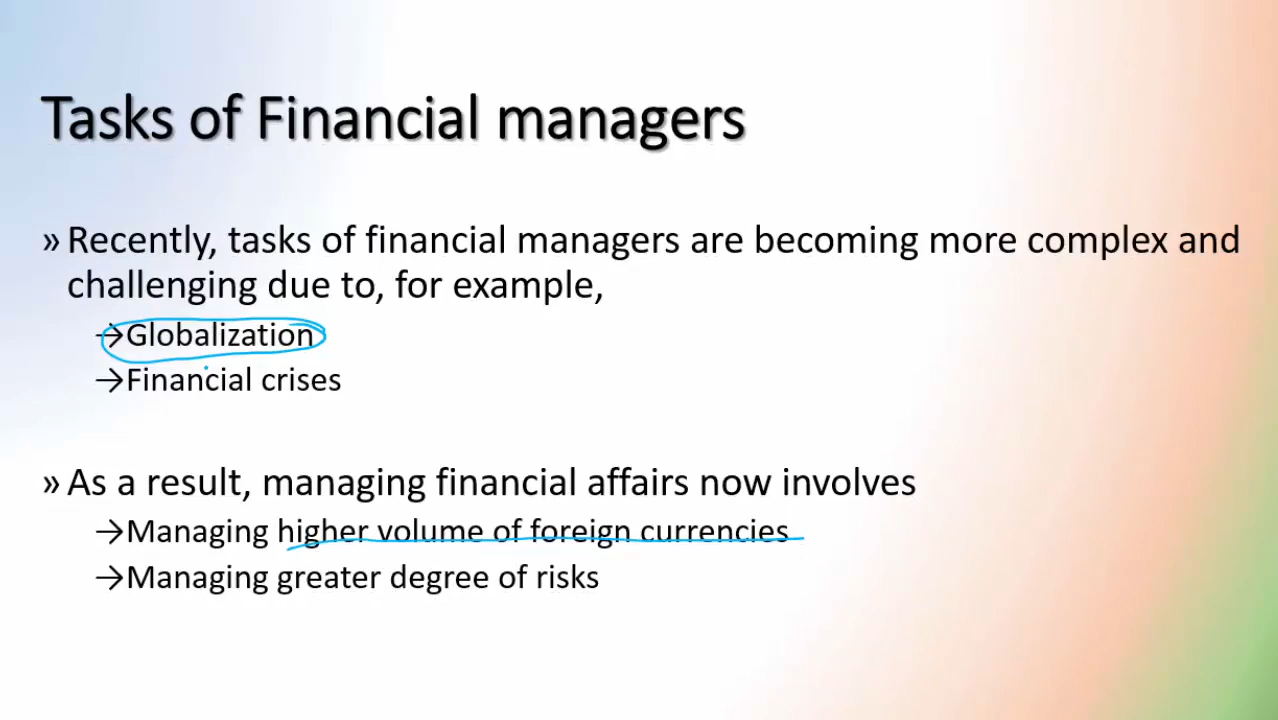 Tasks of Financial managers
» Recently, tasks of financial managers are becoming more complex and
challenging due to, for example,
→Globalization
→Financial crises
» As a result, managing financial affairs now involves
→Managing higher volume of foreign currencies
→Managing greater degree of risks